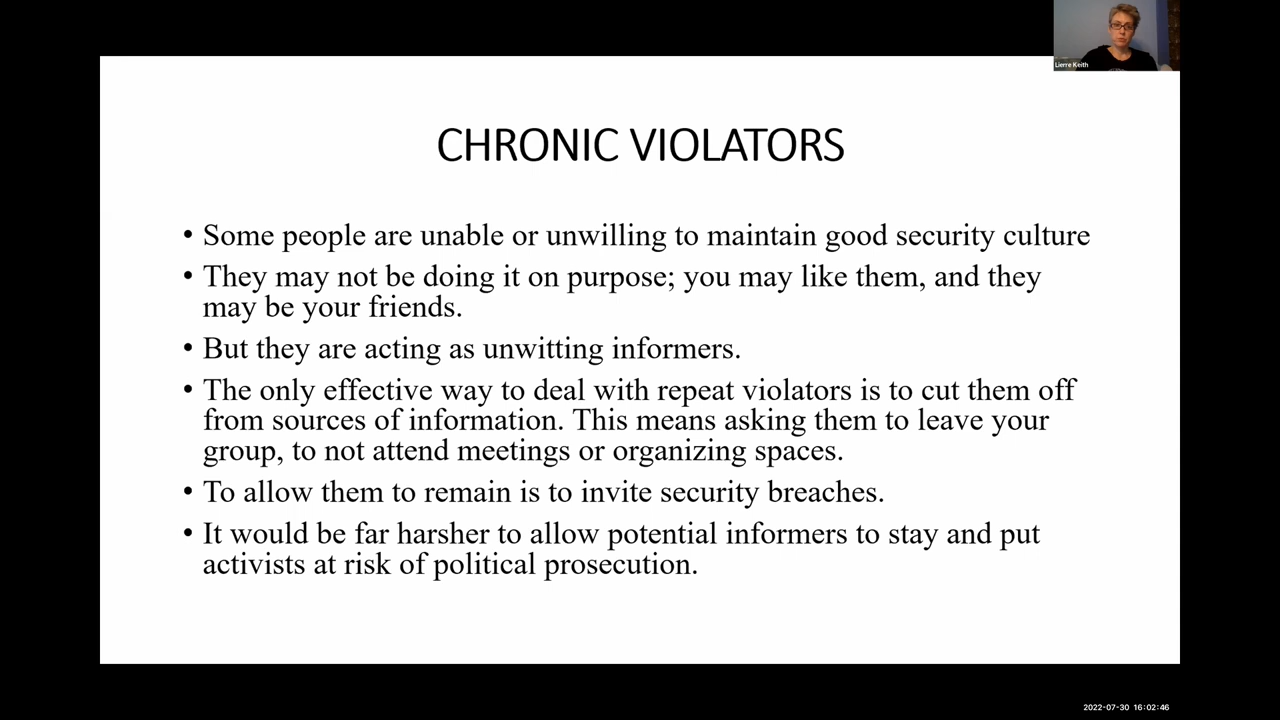 Lierre Keith
CHRONIC VIOLATORS
• Some people are unable or unwilling to maintain good security culture
• They may not be doing it on purpose; you may like them, and they
may be your friends.
• But they are acting as unwitting informers.
• The only effective way to deal with repeat violators is to cut them off
from sources of information. This means asking them to leave your
group, to not attend meetings or organizing spaces.
• To allow them to remain is to invite security breaches.
• It would be far harsher to allow potential informers to stay and put
activists at risk of political prosecution.
2022-07-30 16:02:46